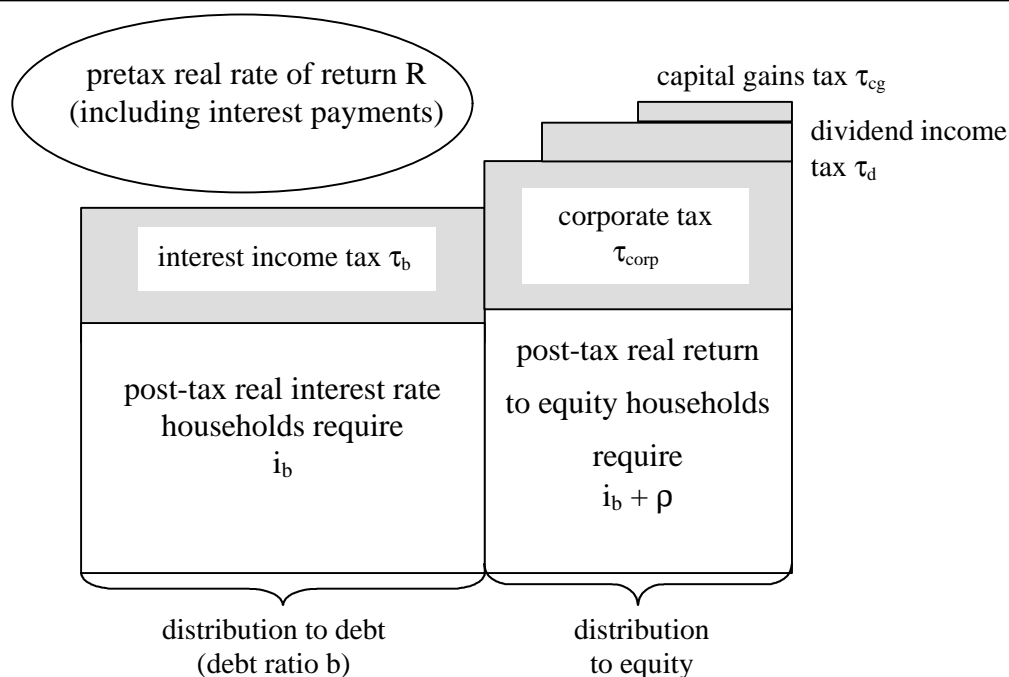 pretax real rate of return R
(including interest payments)
capital gains tax τcg
dividend income
tax τd
interest income tax τb
corporate tax
τcorp
post-tax real interest rate
households require
ib
post-tax real return
to equity households
require
ib + ρ
distribution to debt
(debt ratio b)
distribution
to equity